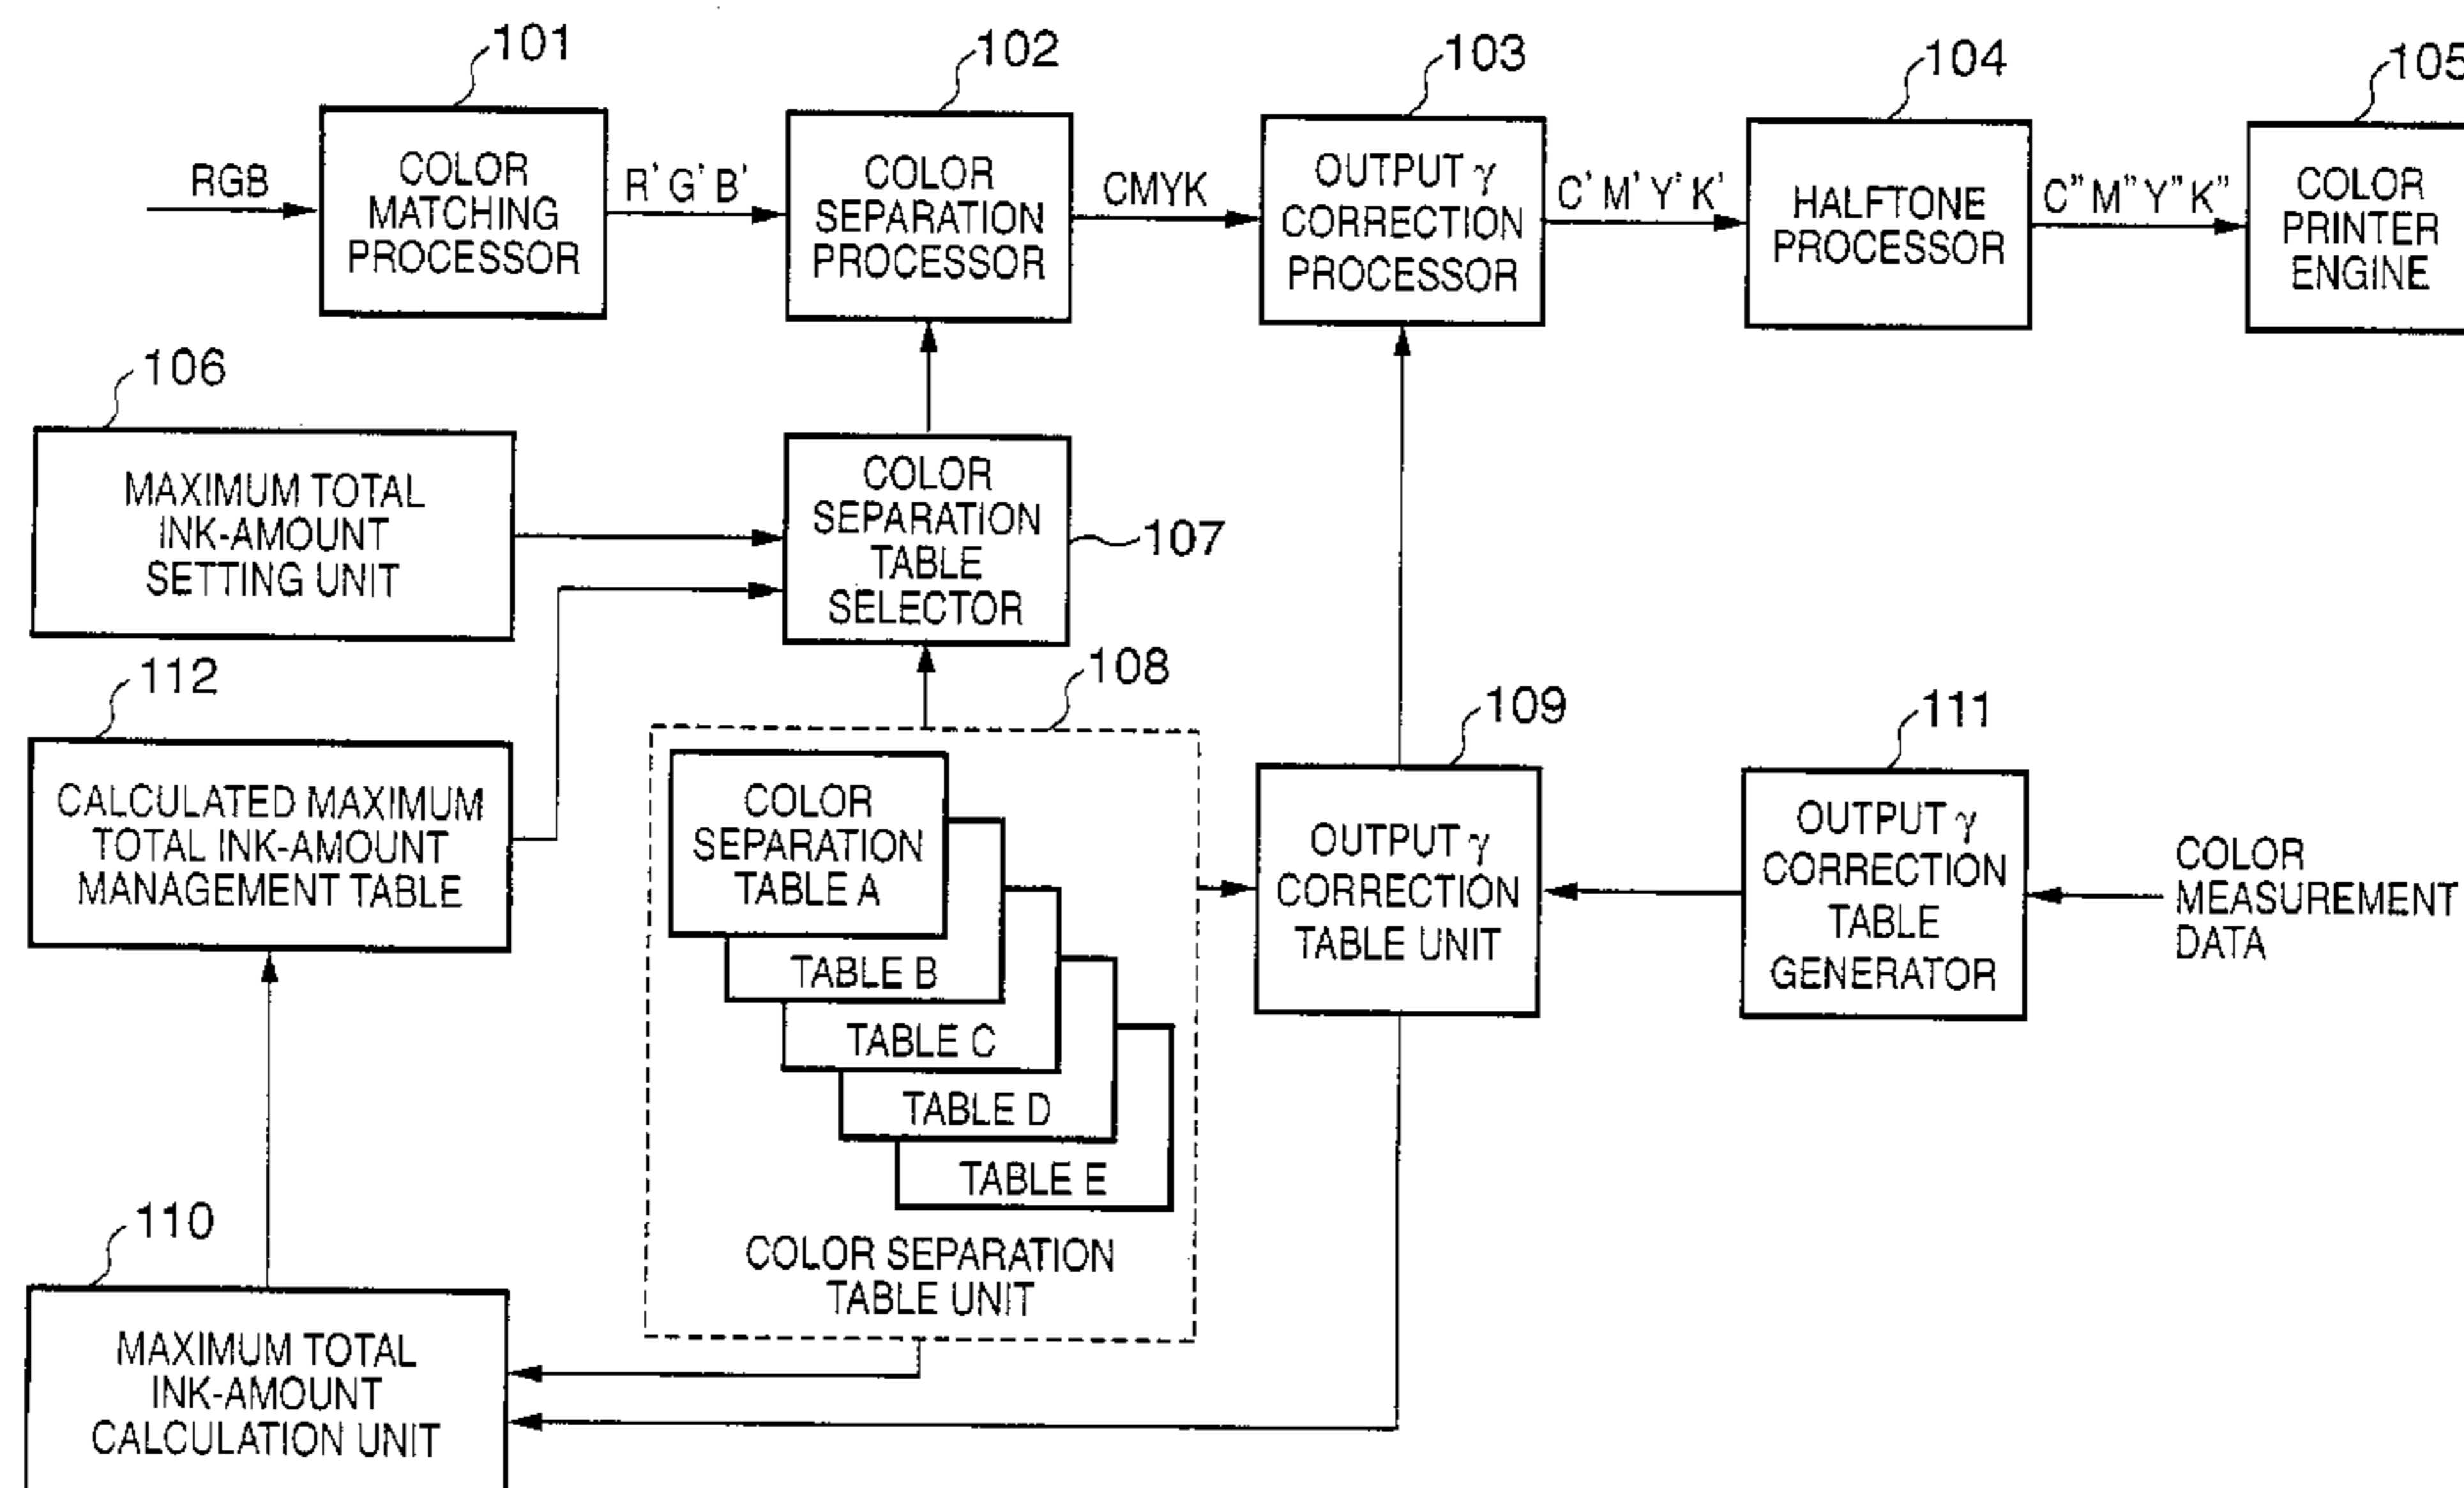 101
102
103
104
105
RGB
COLOR
MATCHING
PROCESSOR
R' G' B'
COLOR
SEPARATION
PROCESSOR
CMYK
OUTPUT γ
CORRECTION
PROCESSOR
C' M' Y' K'
HALFTONE
PROCESSOR
C" M" Y" K"
COLOR
PRINTER
ENGINE
106
MAXIMUM TOTAL
INK-AMOUNT
SETTING UNIT
COLOR
SEPARATION
TABLE
SELECTOR
107
112
CALCULATED MAXIMUM
TOTAL INK-AMOUNT
MANAGEMENT TABLE
108
COLOR
SEPARATION
TABLE A
TABLE B
TABLE C
TABLE D
TABLE E
COLOR SEPARATION
TABLE UNIT
109
OUTPUT γ
CORRECTION
TABLE UNIT
111
OUTPUT γ
CORRECTION
TABLE
GENERATOR
COLOR
MEASUREMENT
DATA
110
MAXIMUM TOTAL
INK-AMOUNT
CALCULATION UNIT